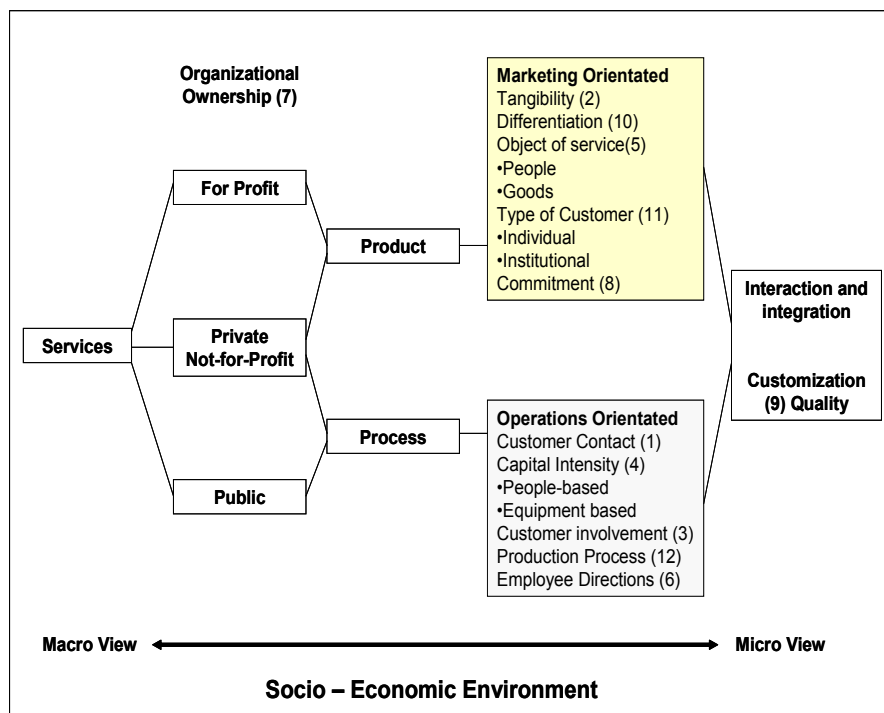 Organizational
Ownership (7)
Services
For Profit
Private
Not-for-Profit
Public
Product
Process
Marketing Orientated
Tangibility (2)
Differentiation (10)
Object of service(5)
•People
•Goods
Type of Customer (11)
•Individual
•Institutional
Commitment (8)
Operations Orientated
Customer Contact (1)
Capital Intensity (4)
•People-based
•Equipment based
Customer involvement (3)
Production Process (12)
Employee Directions (6)
Interaction and
integration
Customization
(9) Quality
Macro View
Micro View
Socio – Economic Environment